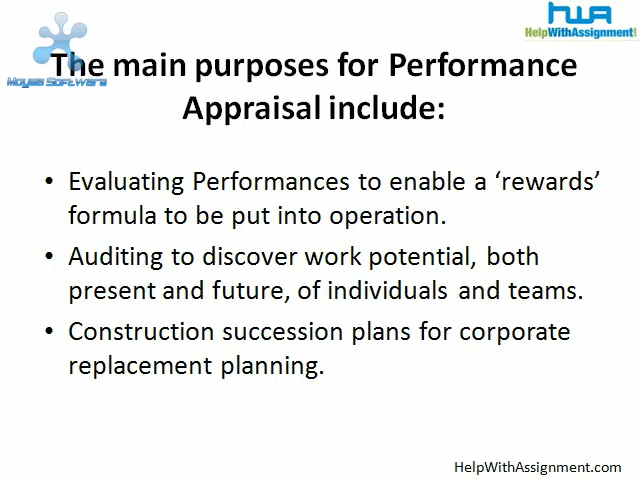 hwa
HelpWithAssignment!
The main purposes for Performance
Moyea Software
Appraisal include:
• Evaluating Performances to enable a ‘rewards’
formula to be put into operation.
• Auditing to discover work potential, both
present and future, of individuals and teams.
• Construction succession plans for corporate
replacement planning.
HelpWithAssignment.com